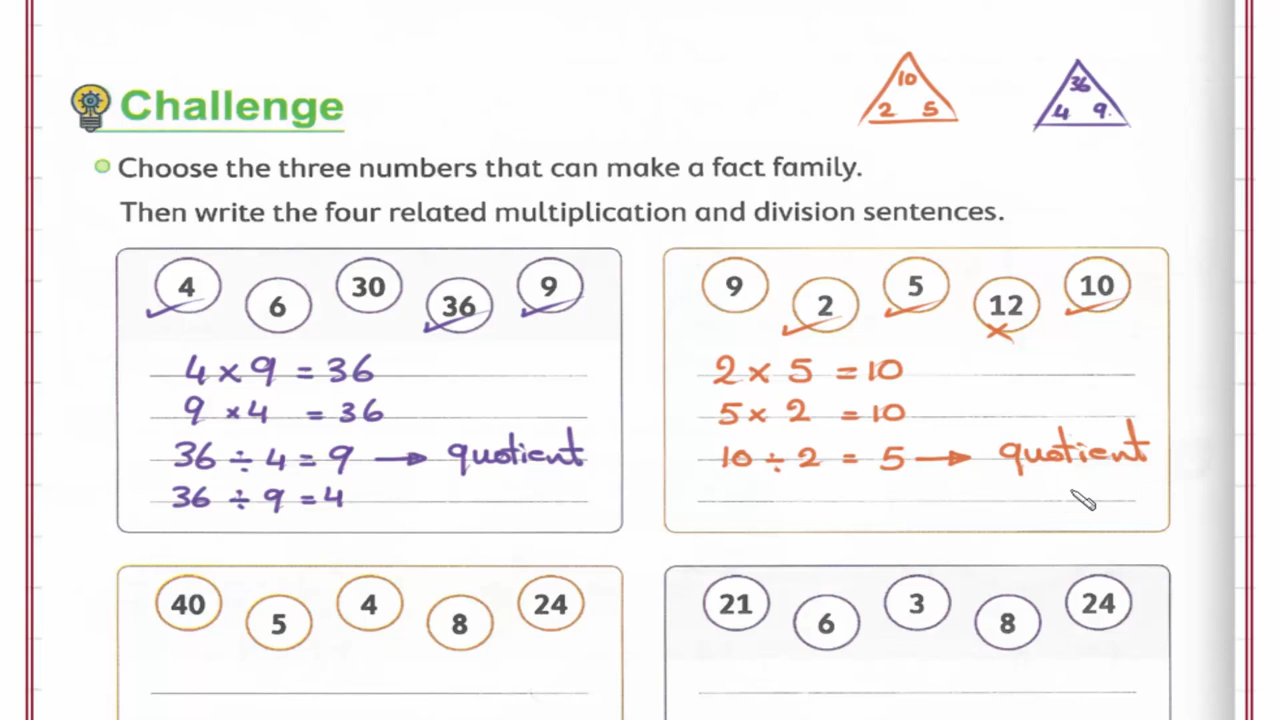 10
2 5
36
4 9.
Challenge
Choose the three numbers that can make a fact family.
Then write the four related multiplication and division sentences.
4 6 30 36 9
4 × 9 = 36
9 × 4 = 36
36 ÷ 4 = 9 → quotient
36 ÷ 9 = 4
9 2 5 12 10
2 × 5 = 10
5 × 2 = 10
10 ÷ 2 = 5 → quotient
40 5 4 8 24
21 6 3 8 24